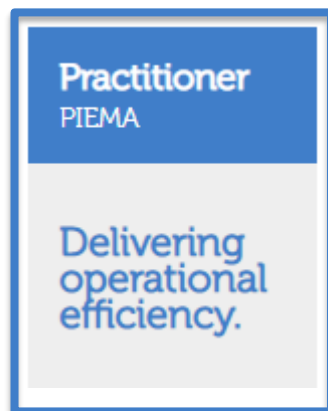 Practitioner
PIEMA
Delivering
operational
efficiency.